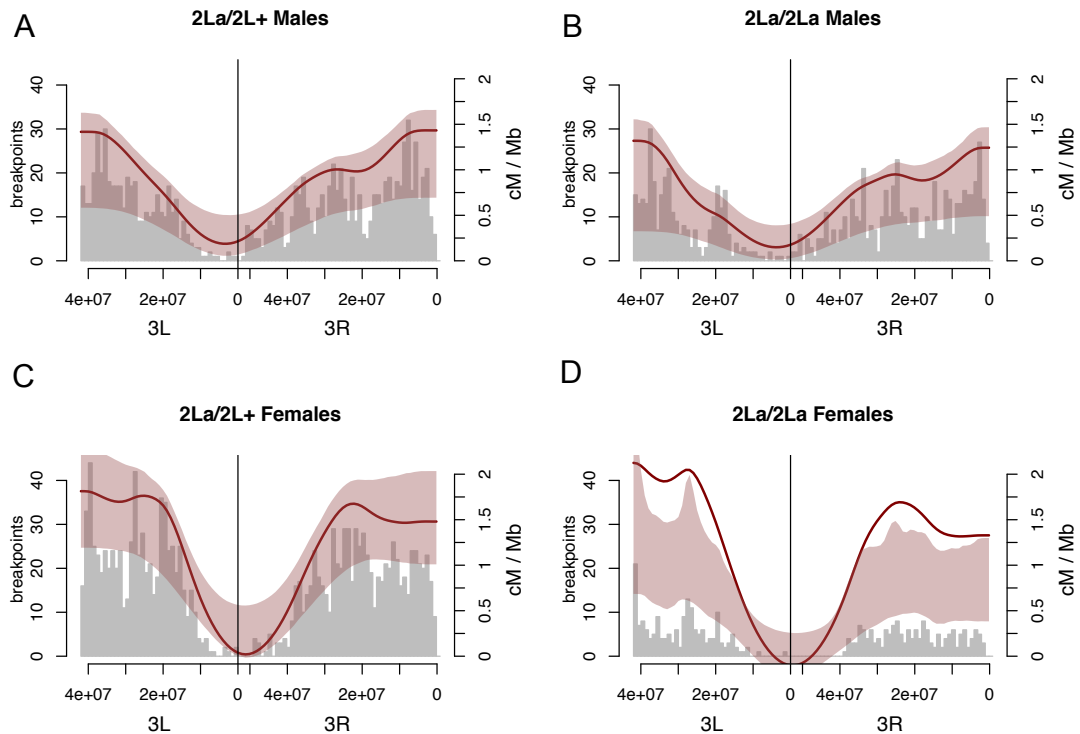 A
2La/2L+ Males
breakpoints
0 10 20 30 40
0 0.5 1 1.5 2
cM / Mb
4e+07 2e+07 0 4e+07 2e+07 0
3L 3R
B
2La/2La Males
breakpoints
0 10 20 30 40
0 0.5 1 1.5 2
cM / Mb
4e+07 2e+07 0 4e+07 2e+07 0
3L 3R
C
2La/2L+ Females
breakpoints
0 10 20 30 40
0 0.5 1 1.5 2
cM / Mb
4e+07 2e+07 0 4e+07 2e+07 0
3L 3R
D
2La/2La Females
breakpoints
0 10 20 30 40
0 0.5 1 1.5 2
cM / Mb
4e+07 2e+07 0 4e+07 2e+07 0
3L 3R